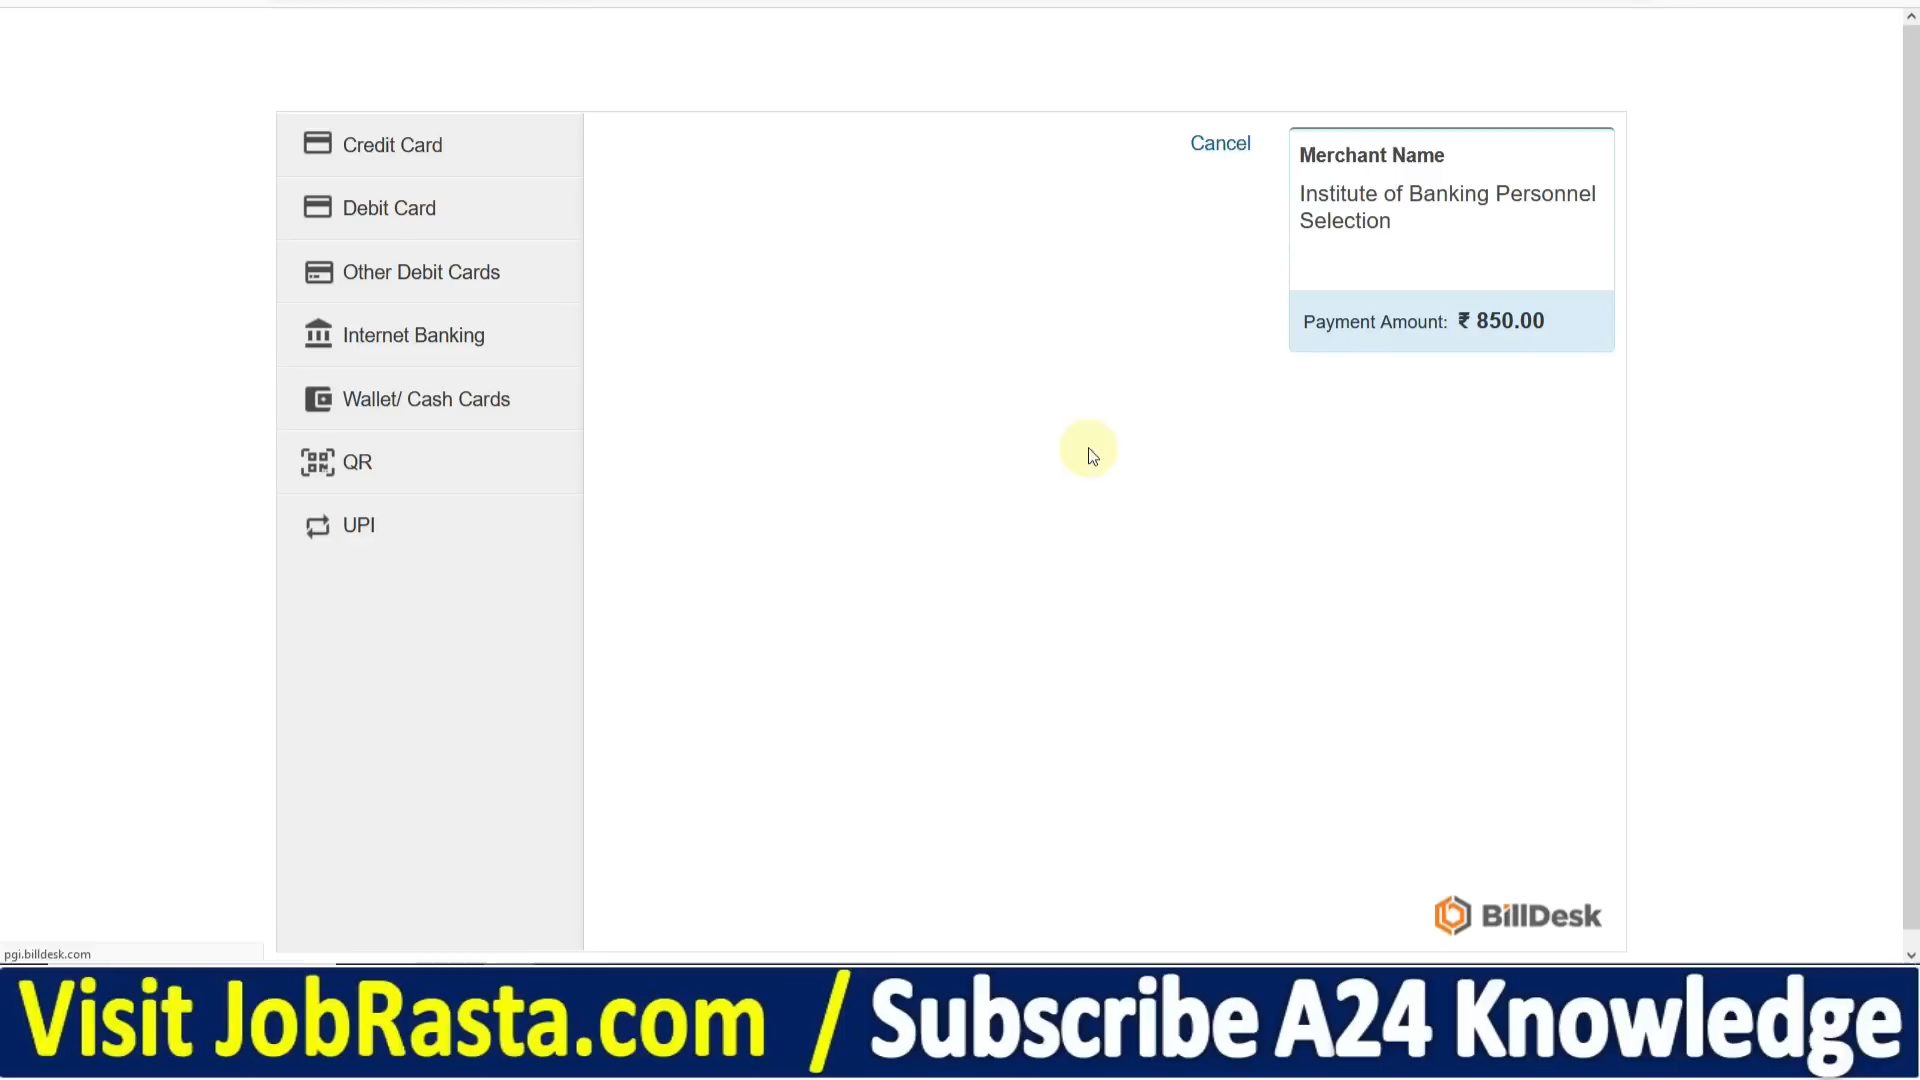 Credit Card
Debit Card
Other Debit Cards
Internet Banking
Wallet/ Cash Cards
QR
UPI
Cancel
Merchant Name
Institute of Banking Personnel
Selection
Payment Amount: ₹ 850.00
BillDesk
pgi.billdesk.com
Visit JobRasta.com / Subscribe A24 Knowledge